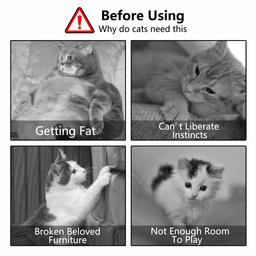 Before Using
Why do cats need this
Getting Fat
Can't Liberate
Instincts
Broken Beloved
Furniture
Not Enough Room
To Play